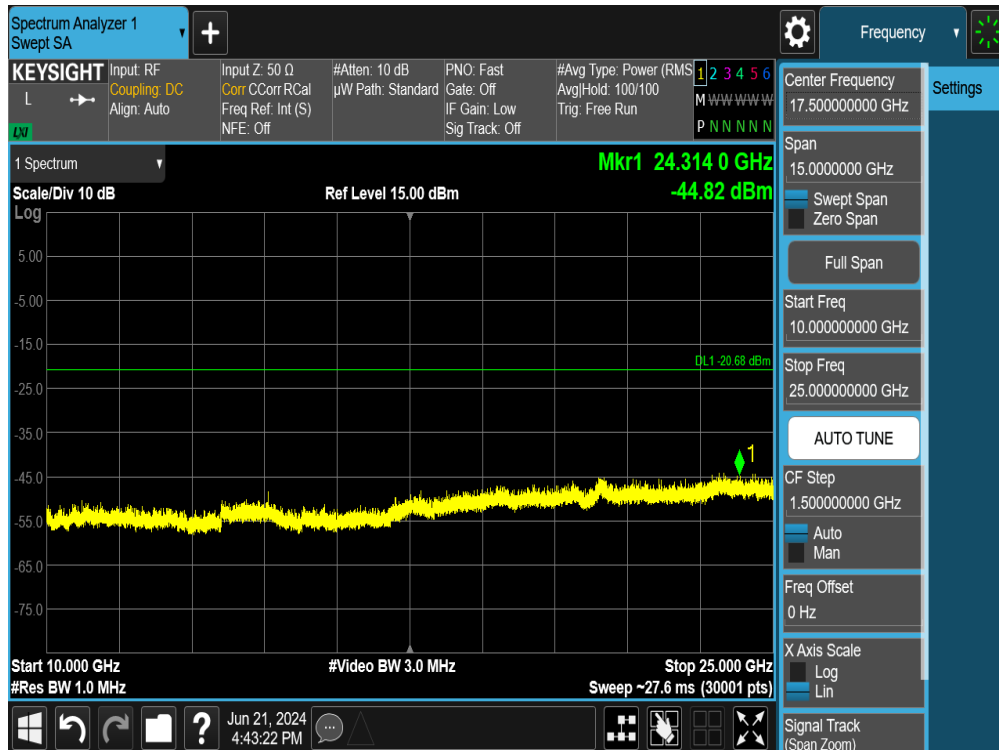 Spectrum Analyzer 1
Swept SA
Frequency
KEYSIGHT
L
LXI
Input: RF
Coupling: DC
Align: Auto
Input Z: 50 Ω
Corr CCorr RCal
Freq Ref: Int (S)
NFE: Off
#Atten: 10 dB
µW Path: Standard
PNO: Fast
Gate: Off
IF Gain: Low
Sig Track: Off
#Avg Type: Power (RMS
Avg|Hold: 100/100
Trig: Free Run
1 2 3 4 5 6
M W W W W W
P N N N N N
1 Spectrum
Mkr1 24.314 0 GHz
-44.82 dBm
Scale/Div 10 dB
Ref Level 15.00 dBm
Log
5.00
-5.00
-15.0
DL1 -20.68 dBm
-25.0
-35.0
1
-45.0
-55.0
-65.0
-75.0
Start 10.000 GHz
#Video BW 3.0 MHz
Stop 25.000 GHz
#Res BW 1.0 MHz
Sweep ~27.6 ms (30001 pts)
Center Frequency
17.500000000 GHz
Settings
Span
15.0000000 GHz
Swept Span
Zero Span
Full Span
Start Freq
10.000000000 GHz
Stop Freq
25.000000000 GHz
AUTO TUNE
CF Step
1.500000000 GHz
Auto
Man
Freq Offset
0 Hz
X Axis Scale
Log
Lin
Signal Track
(Span Zoom)
?
Jun 21, 2024
4:43:22 PM